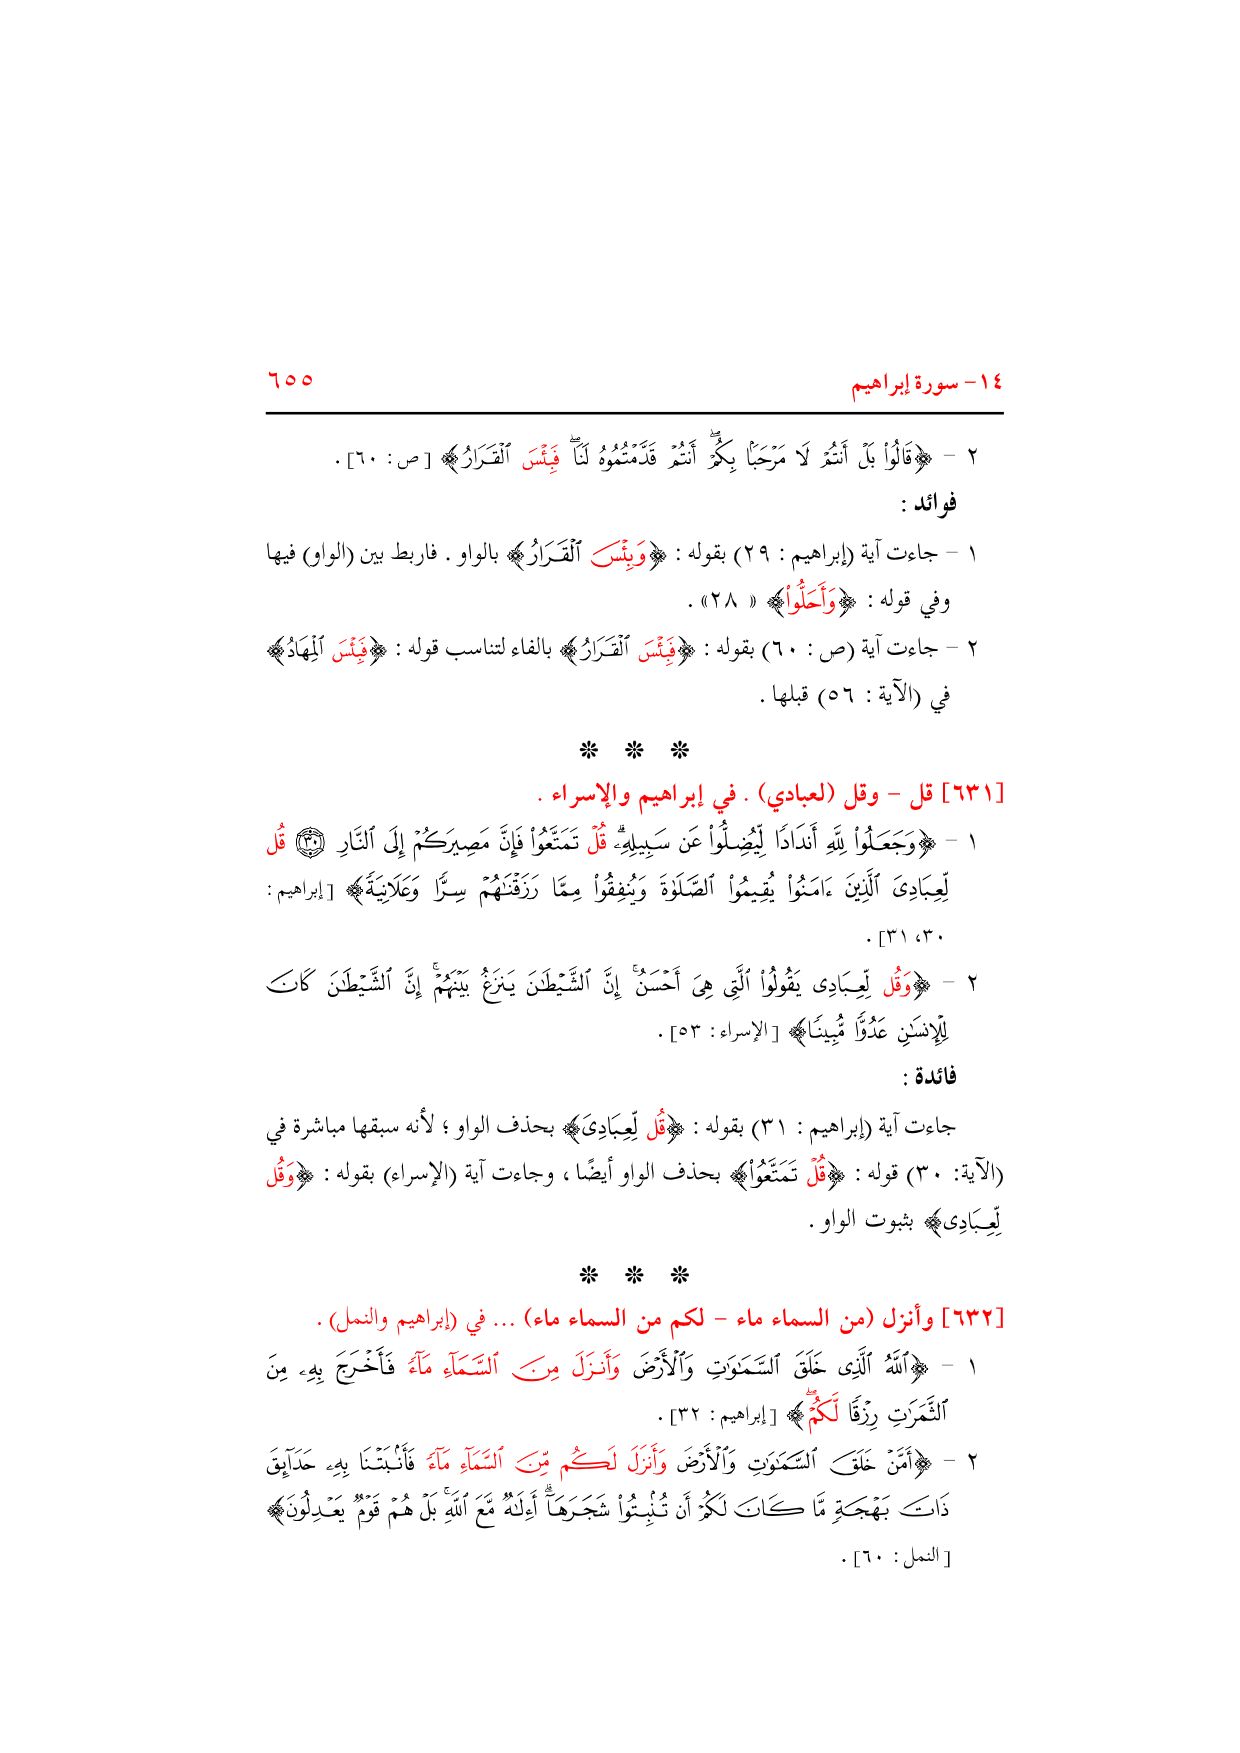 ١٤- سورة إبراهيم ٦٥٥
٢ - ﴿قَالُوا۟ بَلْ أَنتُمْ لَا مَرْحَبًۢا بِكُمْ ۖ أَنتُمْ قَدَّمْتُمُوهُ لَنَا ۖ فَبِئْسَ ٱلْقَرَارُ﴾ [ص: ٦٠].
فوائد :
١ - جاءت آية (إبراهيم : ٢٩) بقوله : ﴿وَبِئْسَ ٱلْقَرَارُ﴾ بالواو . فاربط بين (الواو) فيها
وفي قوله : ﴿وَأَحَلُّوا۟﴾ « ٢٨» .
٢ - جاءت آية (ص : ٦٠) بقوله : ﴿فَبِئْسَ ٱلْقَرَارُ﴾ بالفاء لتناسب قوله : ﴿فَبِئْسَ ٱلْمِهَادُ﴾
في (الآية : ٥٦) قبلها .
❊ ❊ ❊
[٦٣١] قل - وقل (لعبادي) . في إبراهيم والإسراء .
١ - ﴿وَجَعَلُوا۟ لِلَّهِ أَندَادًا لِّيُضِلُّوا۟ عَن سَبِيلِهِۦ ۗ قُلْ تَمَتَّعُوا۟ فَإِنَّ مَصِيرَكُمْ إِلَى ٱلنَّارِ ٣٠ قُل
لِّعِبَادِىَ ٱلَّذِينَ ءَامَنُوا۟ يُقِيمُوا۟ ٱلصَّلَوٰةَ وَيُنفِقُوا۟ مِمَّا رَزَقْنَٰهُمْ سِرًّا وَعَلَانِيَةً﴾ [إبراهيم :
٣٠، ٣١] .
٢ - ﴿وَقُل لِّعِبَادِى يَقُولُوا۟ ٱلَّتِى هِىَ أَحْسَنُ ۚ إِنَّ ٱلشَّيْطَٰنَ يَنزَغُ بَيْنَهُمْ ۚ إِنَّ ٱلشَّيْطَٰنَ كَانَ
لِلْإِنسَٰنِ عَدُوًّا مُّبِينًا﴾ [الإسراء: ٥٣] .
فائدة :
جاءت آية (إبراهيم : ٣١) بقوله : ﴿قُل لِّعِبَادِىَ﴾ بحذف الواو ؛ لأنه سبقها مباشرة في
(الآية: ٣٠) قوله : ﴿قُلْ تَمَتَّعُوا۟﴾ بحذف الواو أيضًا ، وجاءت آية (الإسراء) بقوله : ﴿وَقُل
لِّعِبَادِى﴾ بثبوت الواو .
❊ ❊ ❊
[٦٣٢] وأنزل (من السماء ماء - لكم من السماء ماء) ... في (إبراهيم والنمل) .
١ - ﴿ٱللَّهُ ٱلَّذِى خَلَقَ ٱلسَّمَٰوَٰتِ وَٱلْأَرْضَ وَأَنزَلَ مِنَ ٱلسَّمَآءِ مَآءً فَأَخْرَجَ بِهِۦ مِنَ
ٱلثَّمَرَٰتِ رِزْقًا لَّكُمْ ۖ﴾ [إبراهيم: ٣٢] .
٢ - ﴿أَمَّنْ خَلَقَ ٱلسَّمَٰوَٰتِ وَٱلْأَرْضَ وَأَنزَلَ لَكُم مِّنَ ٱلسَّمَآءِ مَآءً فَأَنۢبَتْنَا بِهِۦ حَدَآئِقَ
ذَاتَ بَهْجَةٍ مَّا كَانَ لَكُمْ أَن تُنۢبِتُوا۟ شَجَرَهَآ ۗ أَءِلَٰهٌ مَّعَ ٱللَّهِ ۚ بَلْ هُمْ قَوْمٌ يَعْدِلُونَ﴾
[النمل: ٦٠] .